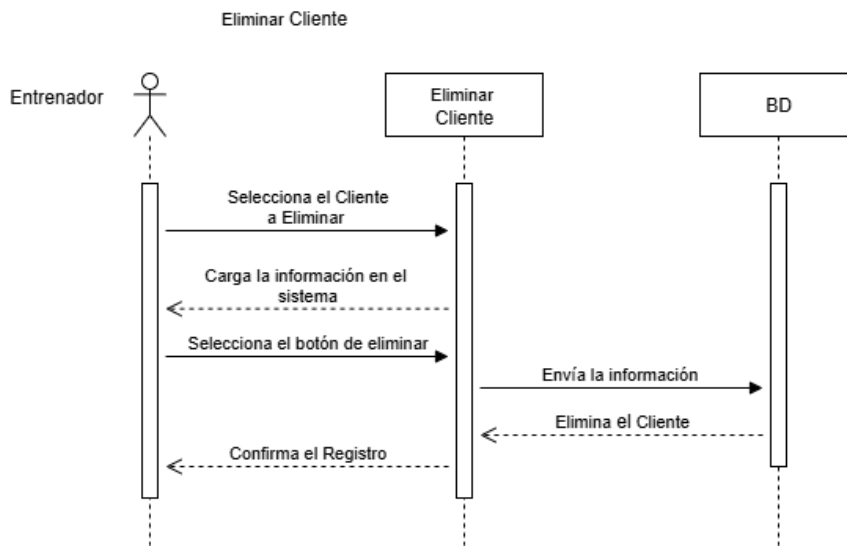 Eliminar Cliente
Entrenador
Eliminar
Cliente
BD
Selecciona el Cliente
a Eliminar
Carga la información en el
sistema
Selecciona el botón de eliminar
Envía la información
Elimina el Cliente
Confirma el Registro